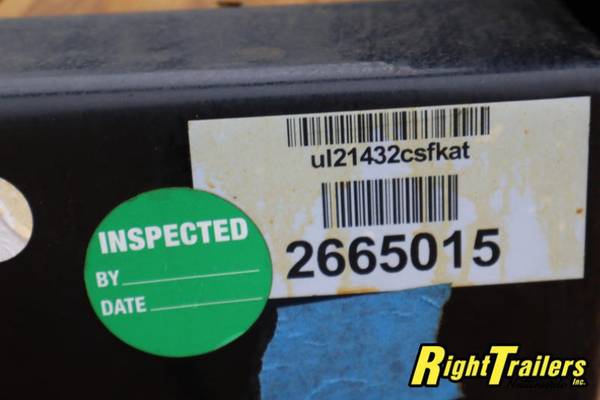 ul21432csfkat
2665015
INSPECTED
BY
DATE
RightTrailers
Inc.